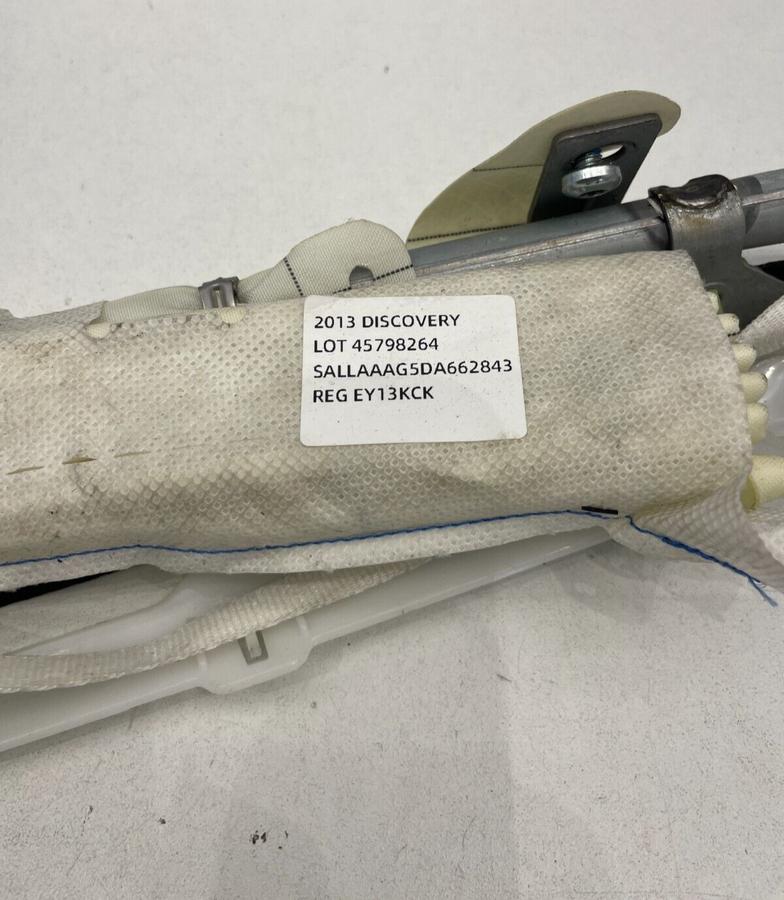 2013 DISCOVERY
LOT 45798264
SALLAAAG5DA662843
REG EY13KCK